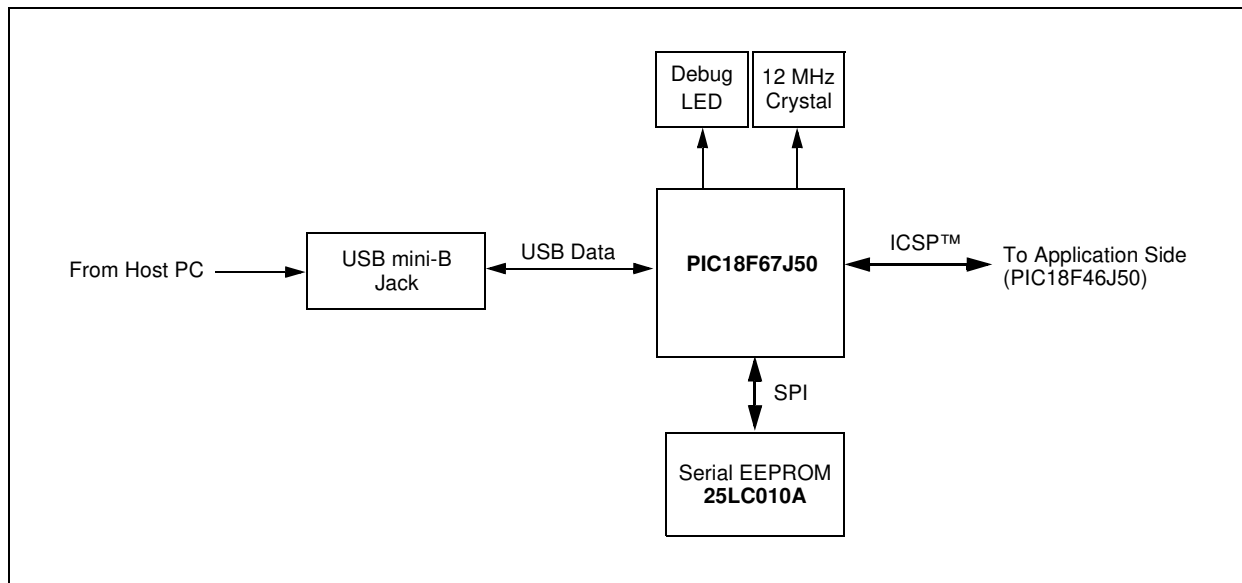 Debug
LED
12 MHz
Crystal
From Host PC
USB mini-B
Jack
USB Data
PIC18F67J50
ICSP™
To Application Side
(PIC18F46J50)
SPI
Serial EEPROM
25LC010A